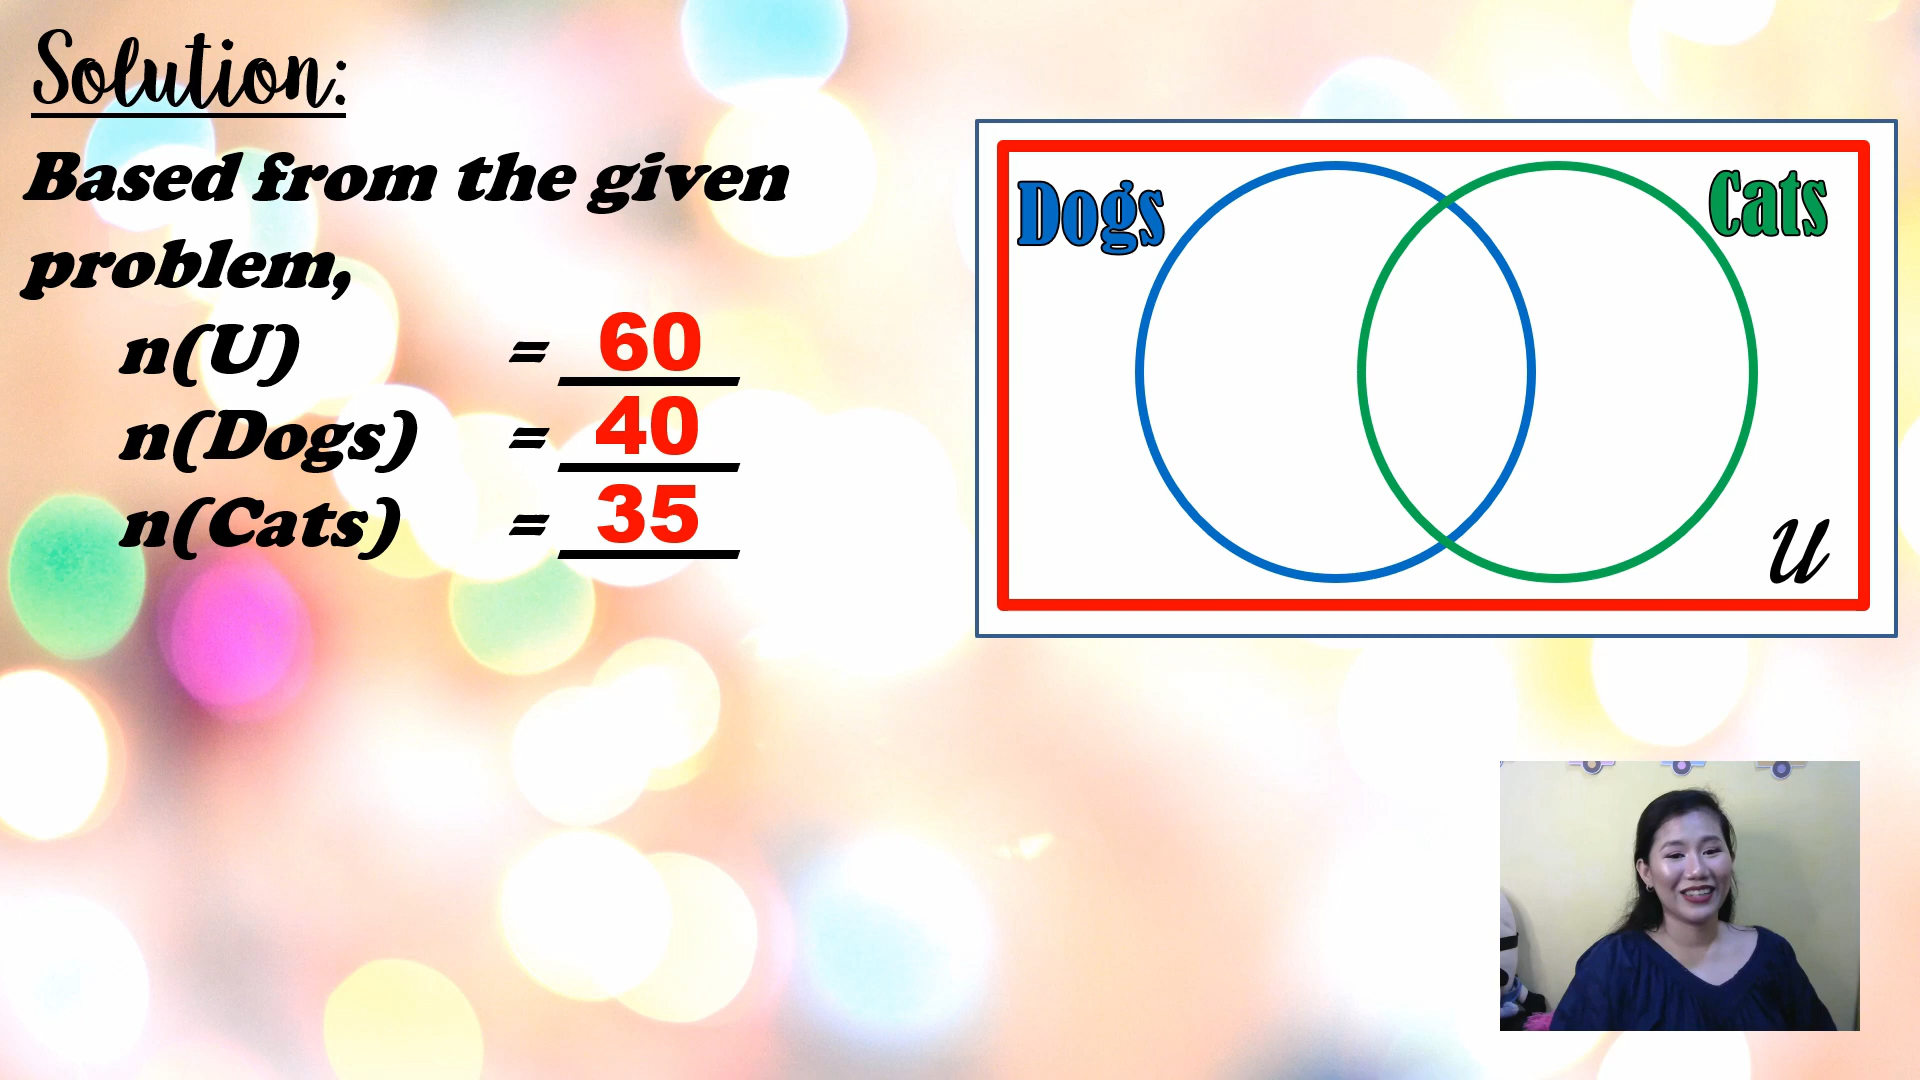 Solution:
Based from the given
problem,
n(U) = 60
n(Dogs) = 40
n(Cats) = 35
Dogs
Cats
U